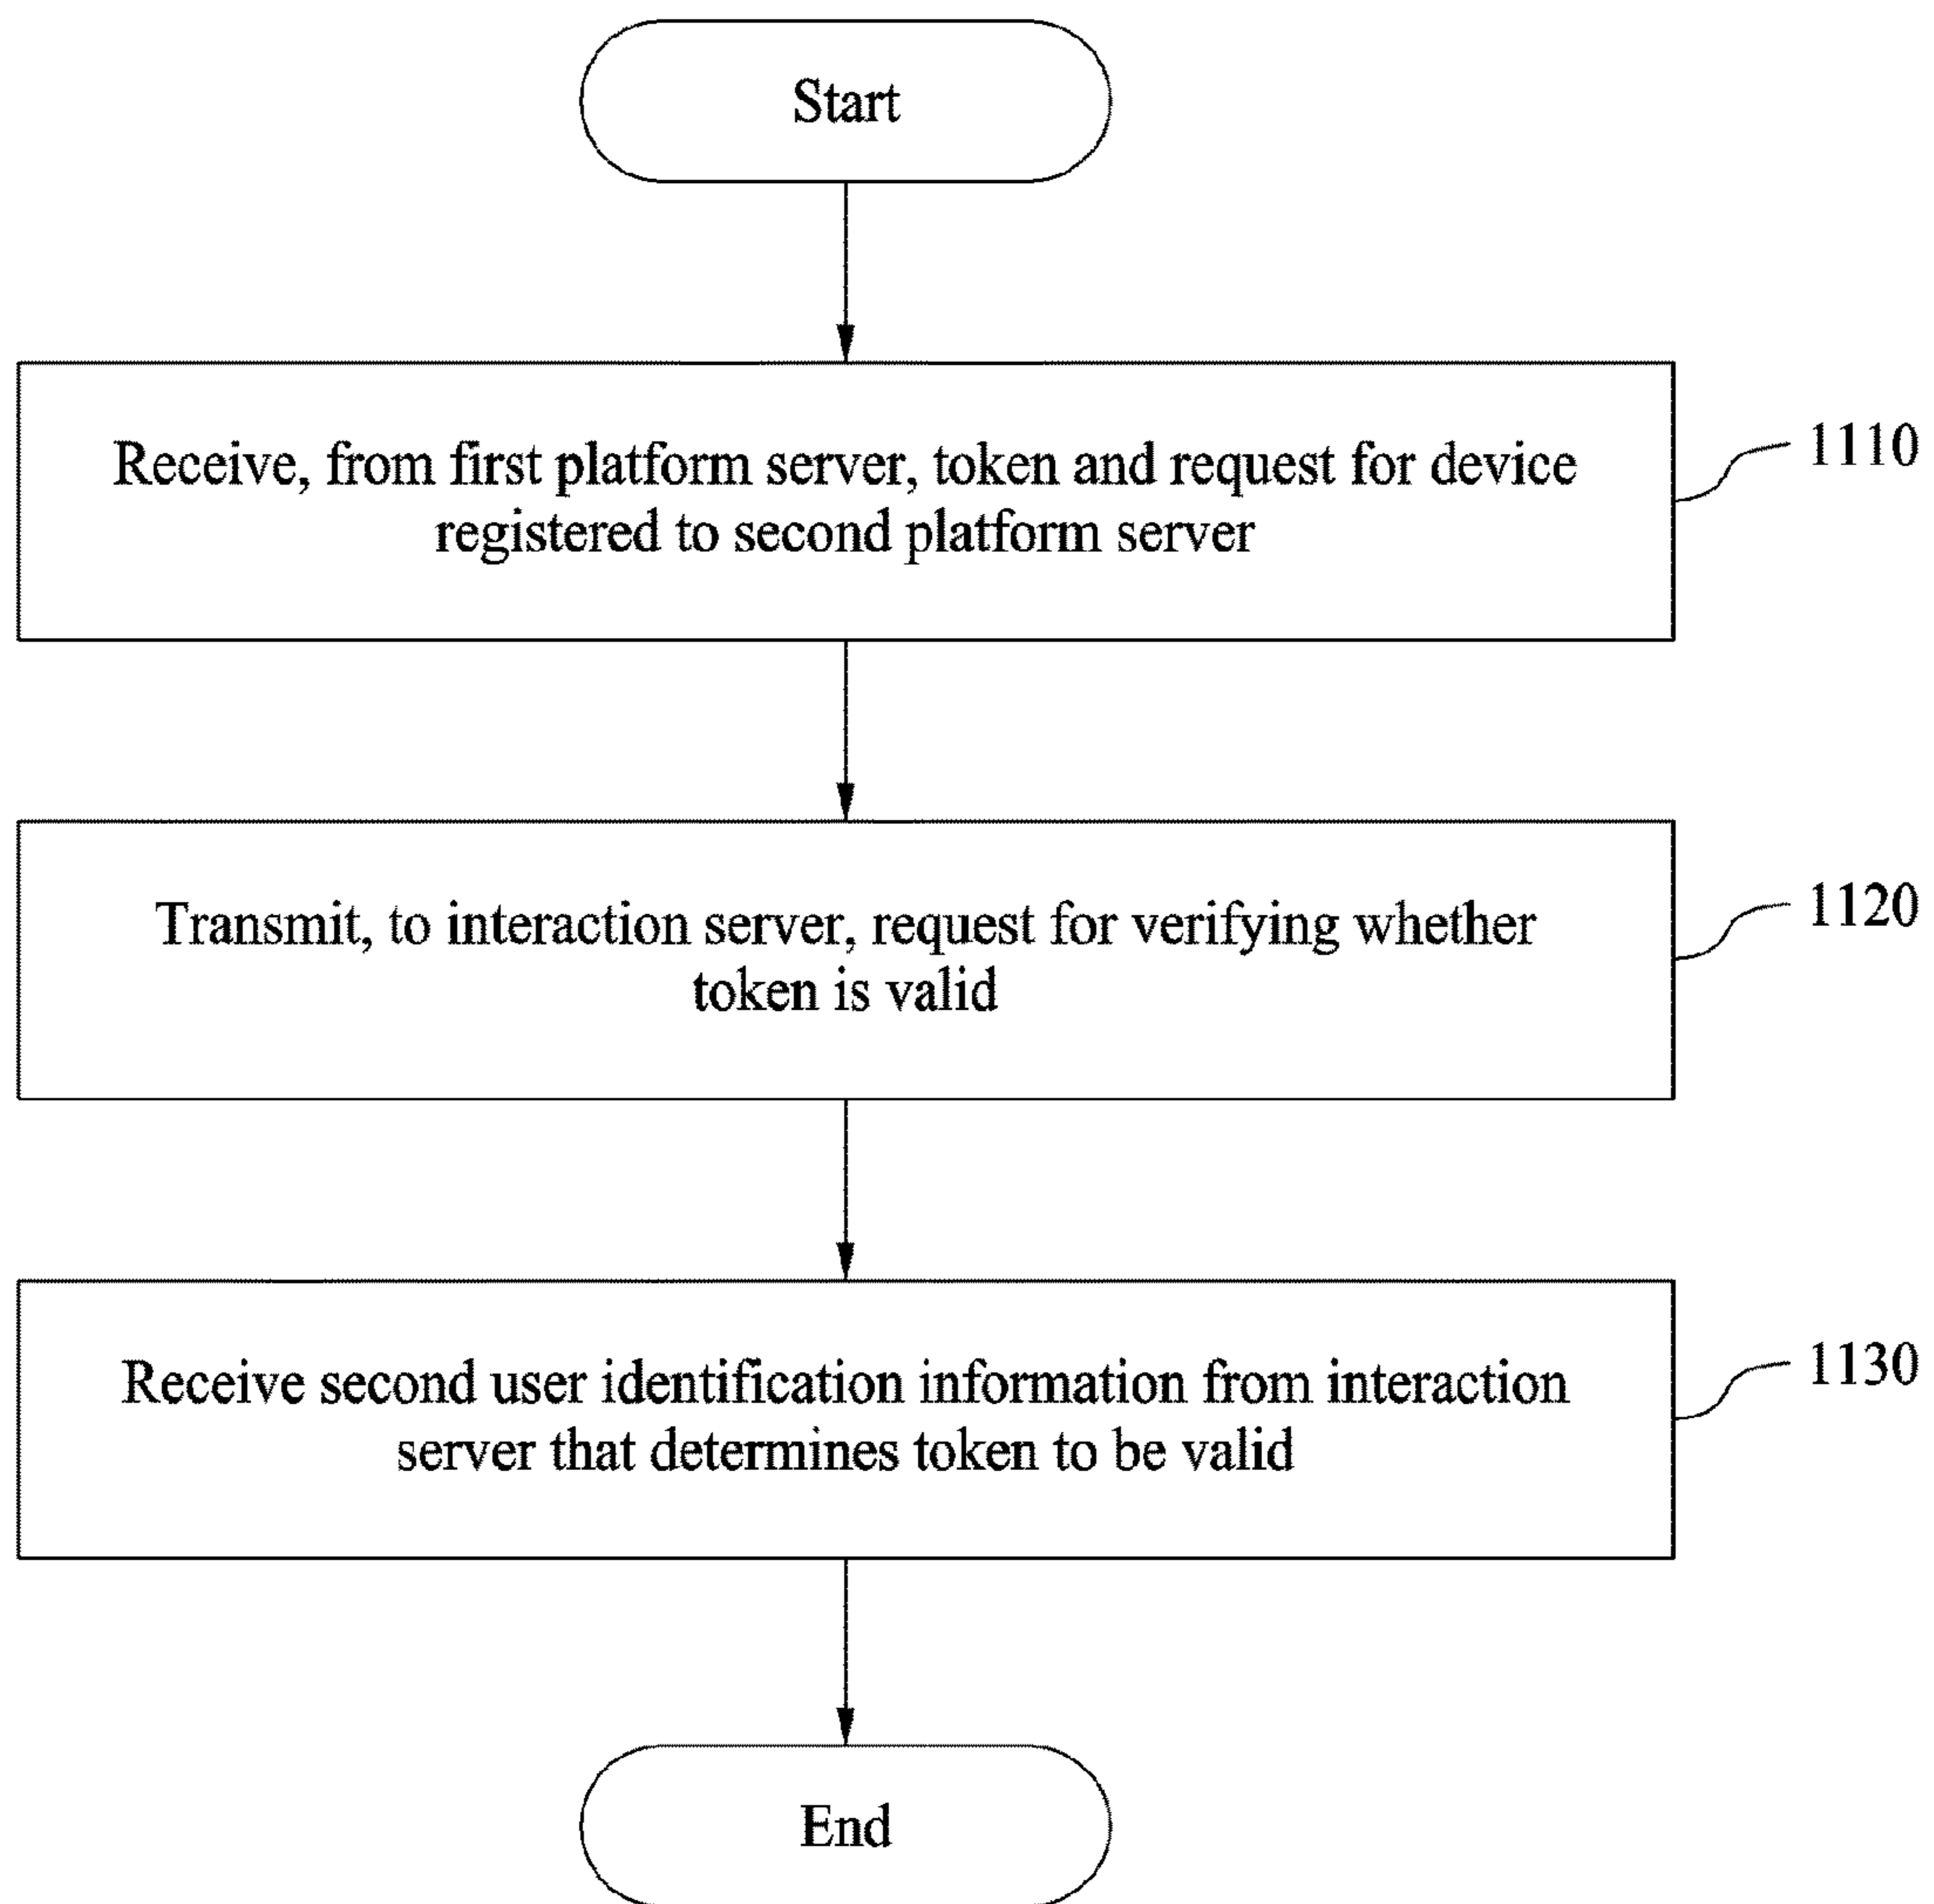 Start
Receive, from first platform server, token and request for device
registered to second platform server
1110
Transmit, to interaction server, request for verifying whether
token is valid
1120
Receive second user identification information from interaction
server that determines token to be valid
1130
End